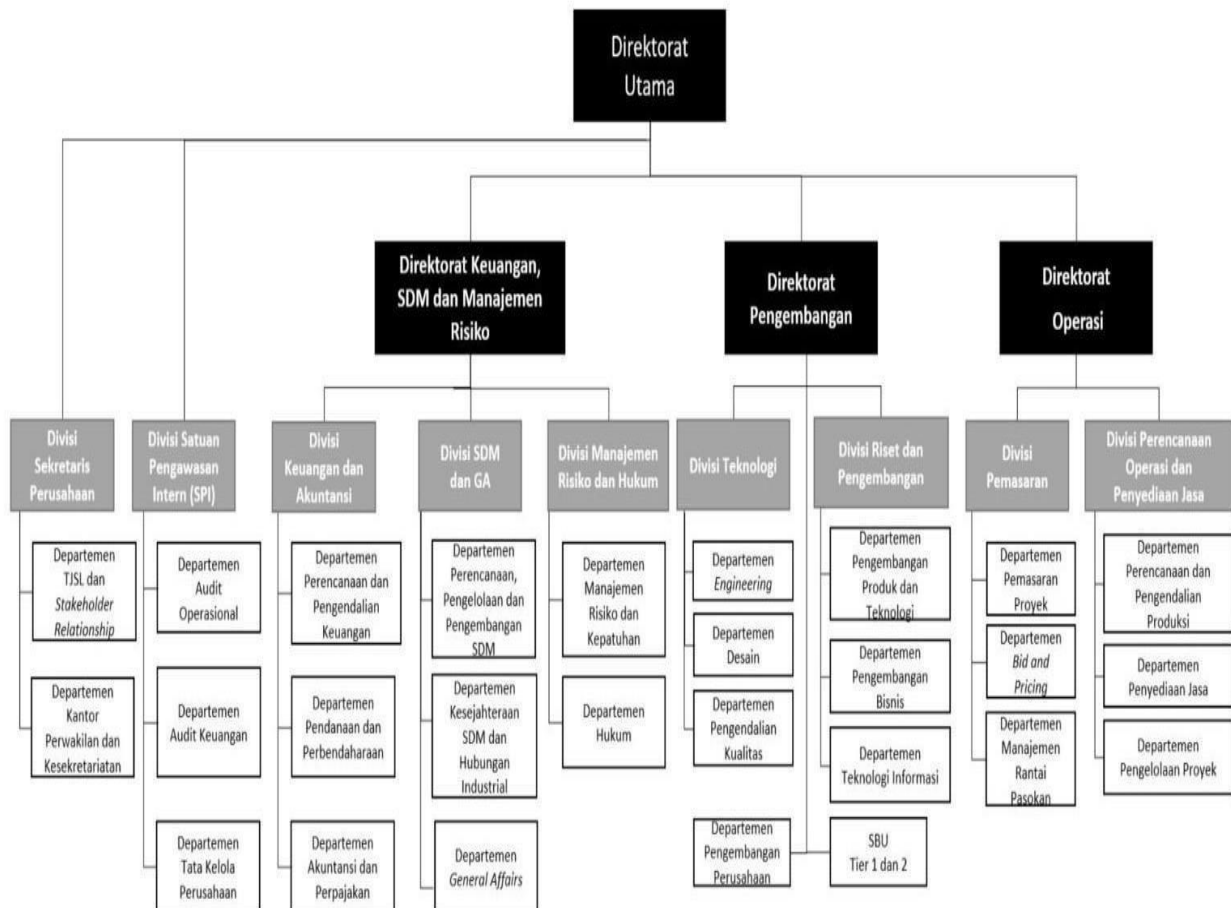 Direktorat
Utama
Direktorat Keuangan,
SDM dan Manajemen
Risiko
Direktorat
Pengembangan
Direktorat
Operasi
Divisi
Sekretaris
Perusahaan
Divisi Satuan
Pengawasan
Intern (SPI)
Divisi
Keuangan dan
Akuntansi
Divisi SDM
dan GA
Divisi Manajemen
Risiko dan Hukum
Divisi Teknologi
Divisi Riset dan
Pengembangan
Divisi
Pemasaran
Divisi Perencanaan
Operasi dan
Penyediaan Jasa
Departemen
TJSL dan
Stakeholder
Relationship
Departemen
Kantor
Perwakilan dan
Kesekretariatan
Departemen
Audit
Operasional
Departemen
Audit Keuangan
Departemen
Tata Kelola
Perusahaan
Departemen
Perencanaan dan
Pengendalian
Keuangan
Departemen
Pendanaan dan
Perbendaharaan
Departemen
Akuntansi dan
Perpajakan
Departemen
Perencanaan,
Pengelolaan dan
Pengembangan
SDM
Departemen
Kesejahteraan
SDM dan
Hubungan
Industrial
Departemen
General Affairs
Departemen
Manajemen
Risiko dan
Kepatuhan
Departemen
Hukum
Departemen
Engineering
Departemen
Desain
Departemen
Pengendalian
Kualitas
Departemen
Pengembangan
Perusahaan
Departemen
Pengembangan
Produk dan
Teknologi
Departemen
Pengembangan
Bisnis
Departemen
Teknologi Informasi
SBU
Tier 1 dan 2
Departemen
Pemasaran
Proyek
Departemen
Bid and
Pricing
Departemen
Manajemen
Rantai
Pasokan
Departemen
Perencanaan dan
Pengendalian
Produksi
Departemen
Penyediaan Jasa
Departemen
Pengelolaan Proyek